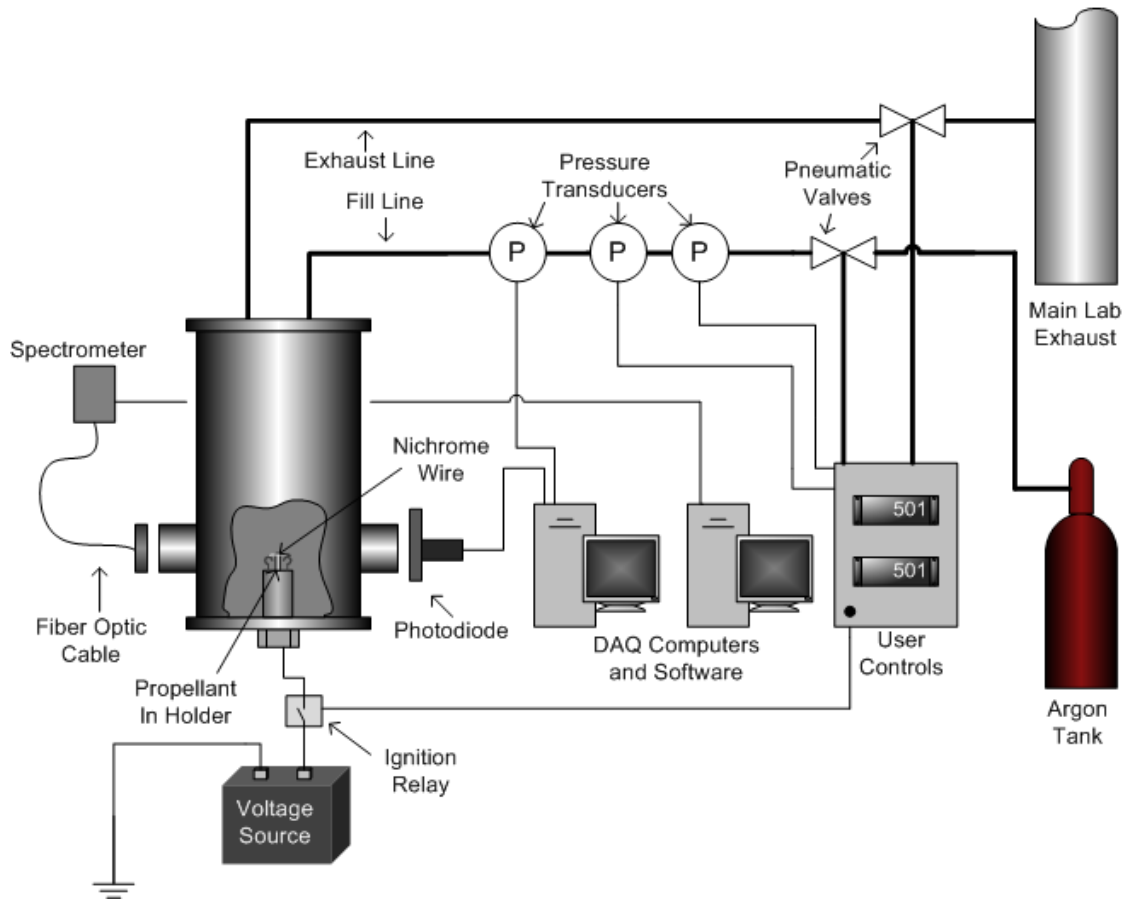 Exhaust Line
Fill Line
Pressure
Transducers
Pneumatic
Valves
P
P
P
Main Lab
Exhaust
Spectrometer
Nichrome
Wire
501
501
Fiber Optic
Cable
Photodiode
DAQ Computers
and Software
User
Controls
Propellant
In Holder
Argon
Tank
Ignition
Relay
Voltage
Source